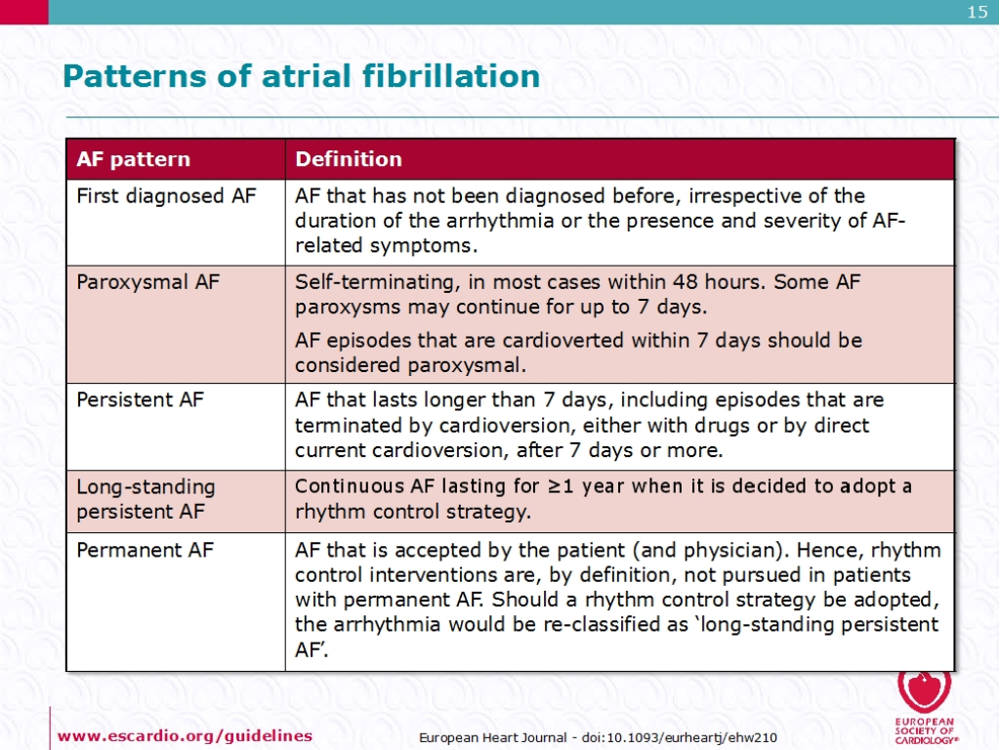 15
Patterns of atrial fibrillation
AF pattern
Definition
First diagnosed AF
AF that has not been diagnosed before, irrespective of the
duration of the arrhythmia or the presence and severity of AF-
related symptoms.
Paroxysmal AF
Self-terminating, in most cases within 48 hours. Some AF
paroxysms may continue for up to 7 days.
AF episodes that are cardioverted within 7 days should be
considered paroxysmal.
Persistent AF
AF that lasts longer than 7 days, including episodes that are
terminated by cardioversion, either with drugs or by direct
current cardioversion, after 7 days or more.
Long-standing
persistent AF
Continuous AF lasting for ≥1 year when it is decided to adopt a
rhythm control strategy.
Permanent AF
AF that is accepted by the patient (and physician). Hence, rhythm
control interventions are, by definition, not pursued in patients
with permanent AF. Should a rhythm control strategy be adopted,
the arrhythmia would be re-classified as ‘long-standing persistent
AF’.
www.escardio.org/guidelines
European Heart Journal - doi:10.1093/eurheartj/ehw210
EUROPEAN
SOCIETY OF
CARDIOLOGY®